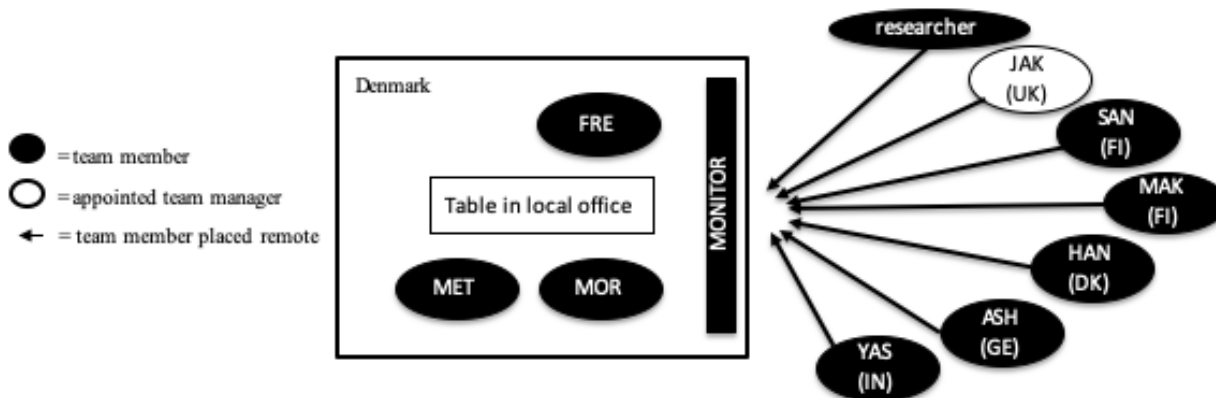 = team member
= appointed team manager
= team member placed remote
Denmark
FRE
Table in local office
MET
MOR
MONITOR
researcher
JAK
(UK)
SAN
(FI)
MAK
(FI)
HAN
(DK)
ASH
(GE)
YAS
(IN)